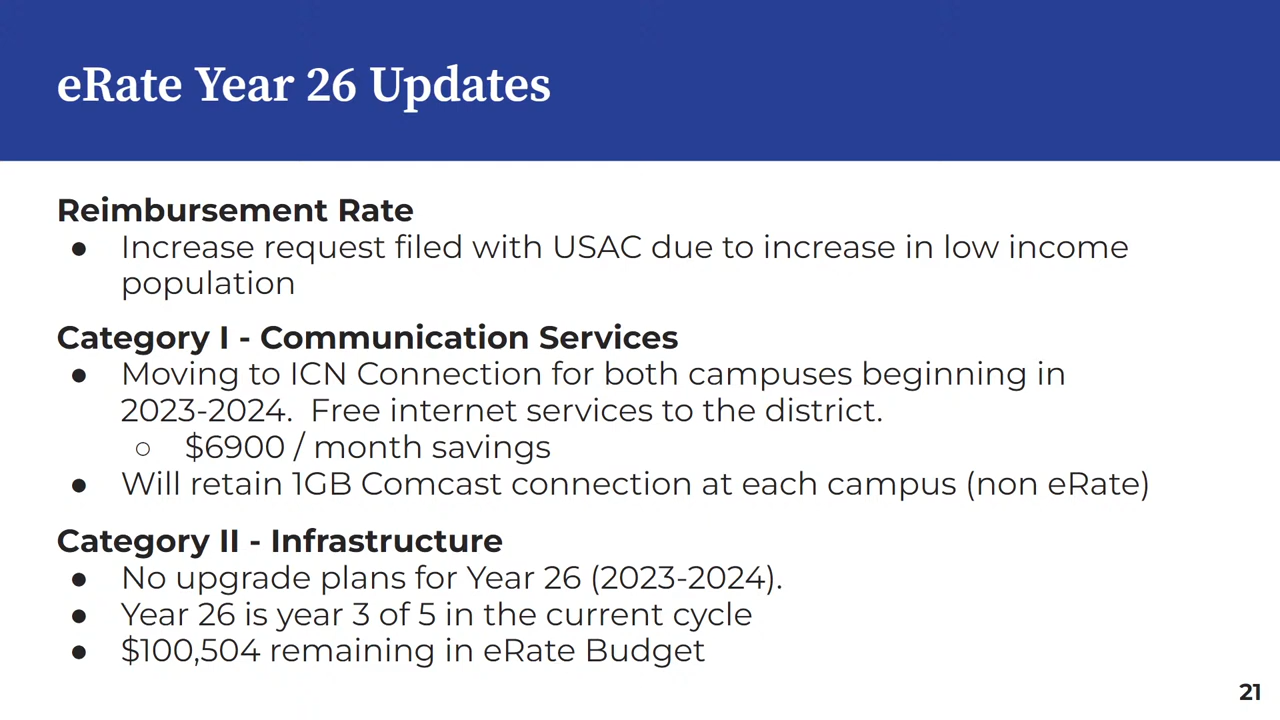 eRate Year 26 Updates
Reimbursement Rate
● Increase request filed with USAC due to increase in low income
population
Category I - Communication Services
● Moving to ICN Connection for both campuses beginning in
2023-2024.  Free internet services to the district.
○ $6900 / month savings
● Will retain 1GB Comcast connection at each campus (non eRate)
Category II - Infrastructure
● No upgrade plans for Year 26 (2023-2024).
● Year 26 is year 3 of 5 in the current cycle
● $100,504 remaining in eRate Budget
21